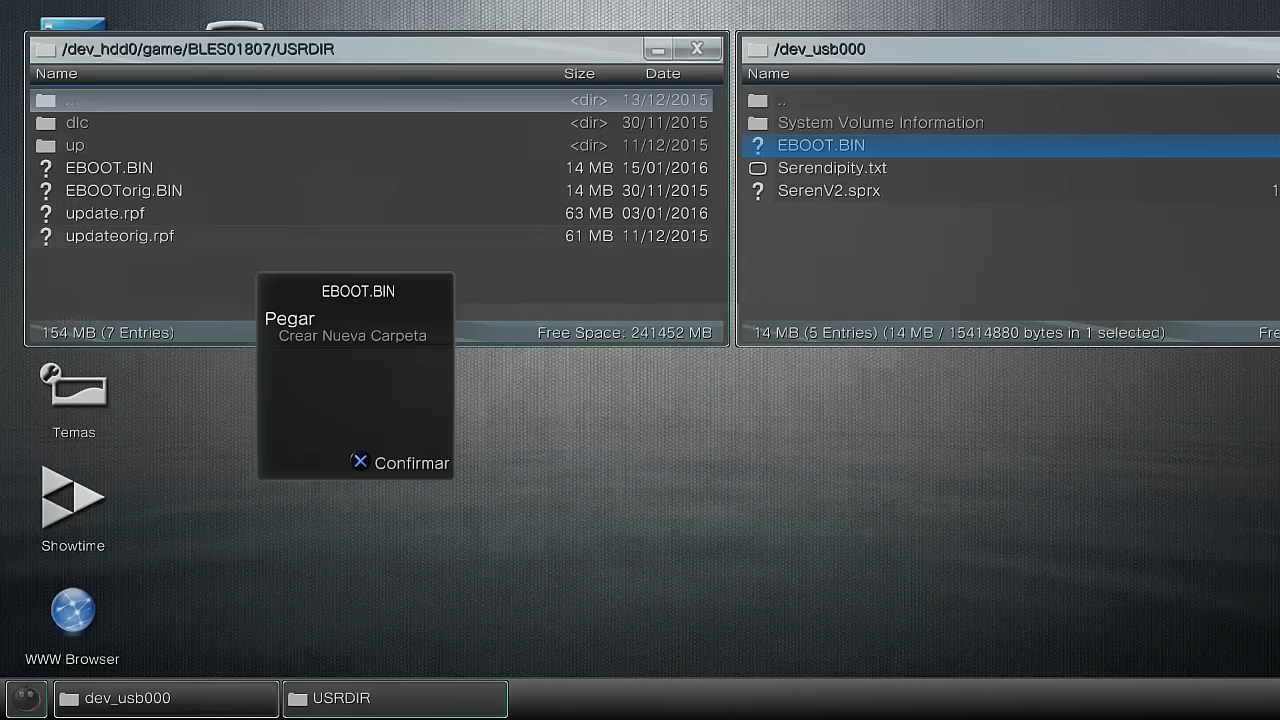 /dev_hdd0/game/BLES01807/USRDIR
X
Name Size Date
.. <dir> 13/12/2015
dlc <dir> 30/11/2015
up <dir> 11/12/2015
? EBOOT.BIN 14 MB 15/01/2016
? EBOOTorig.BIN 14 MB 30/11/2015
? update.rpf 63 MB 03/01/2016
? updateorig.rpf 61 MB 11/12/2015
154 MB (7 Entries) Free Space: 241452 MB
/dev_usb000
Name S
..
System Volume Information
? EBOOT.BIN
Serendipity.txt
? SerenV2.sprx 1
14 MB (5 Entries) (14 MB / 15414880 bytes in 1 selected) Fre
EBOOT.BIN
Pegar
Crear Nueva Carpeta
Confirmar
Temas
Showtime
WWW Browser
dev_usb000
USRDIR